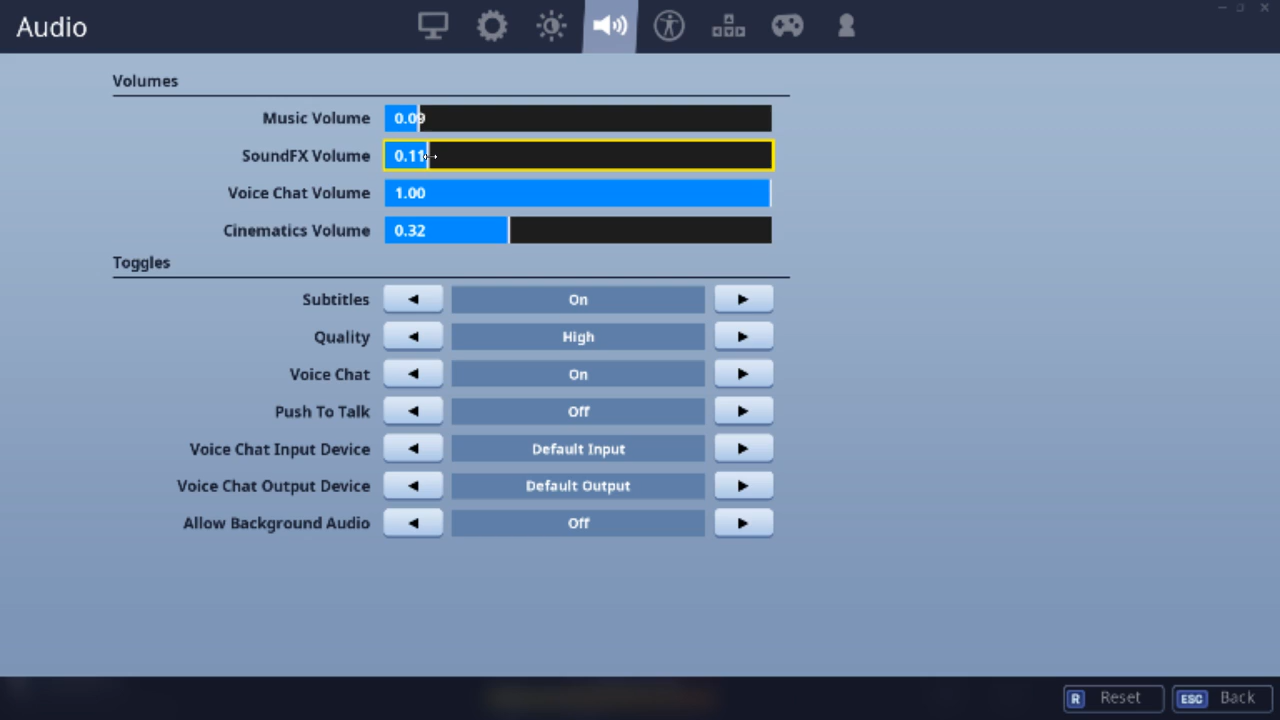 Audio
Volumes
Music Volume 0.09
SoundFX Volume 0.11
Voice Chat Volume 1.00
Cinematics Volume 0.32
Toggles
Subtitles On
Quality High
Voice Chat On
Push To Talk Off
Voice Chat Input Device Default Input
Voice Chat Output Device Default Output
Allow Background Audio Off
R Reset ESC Back